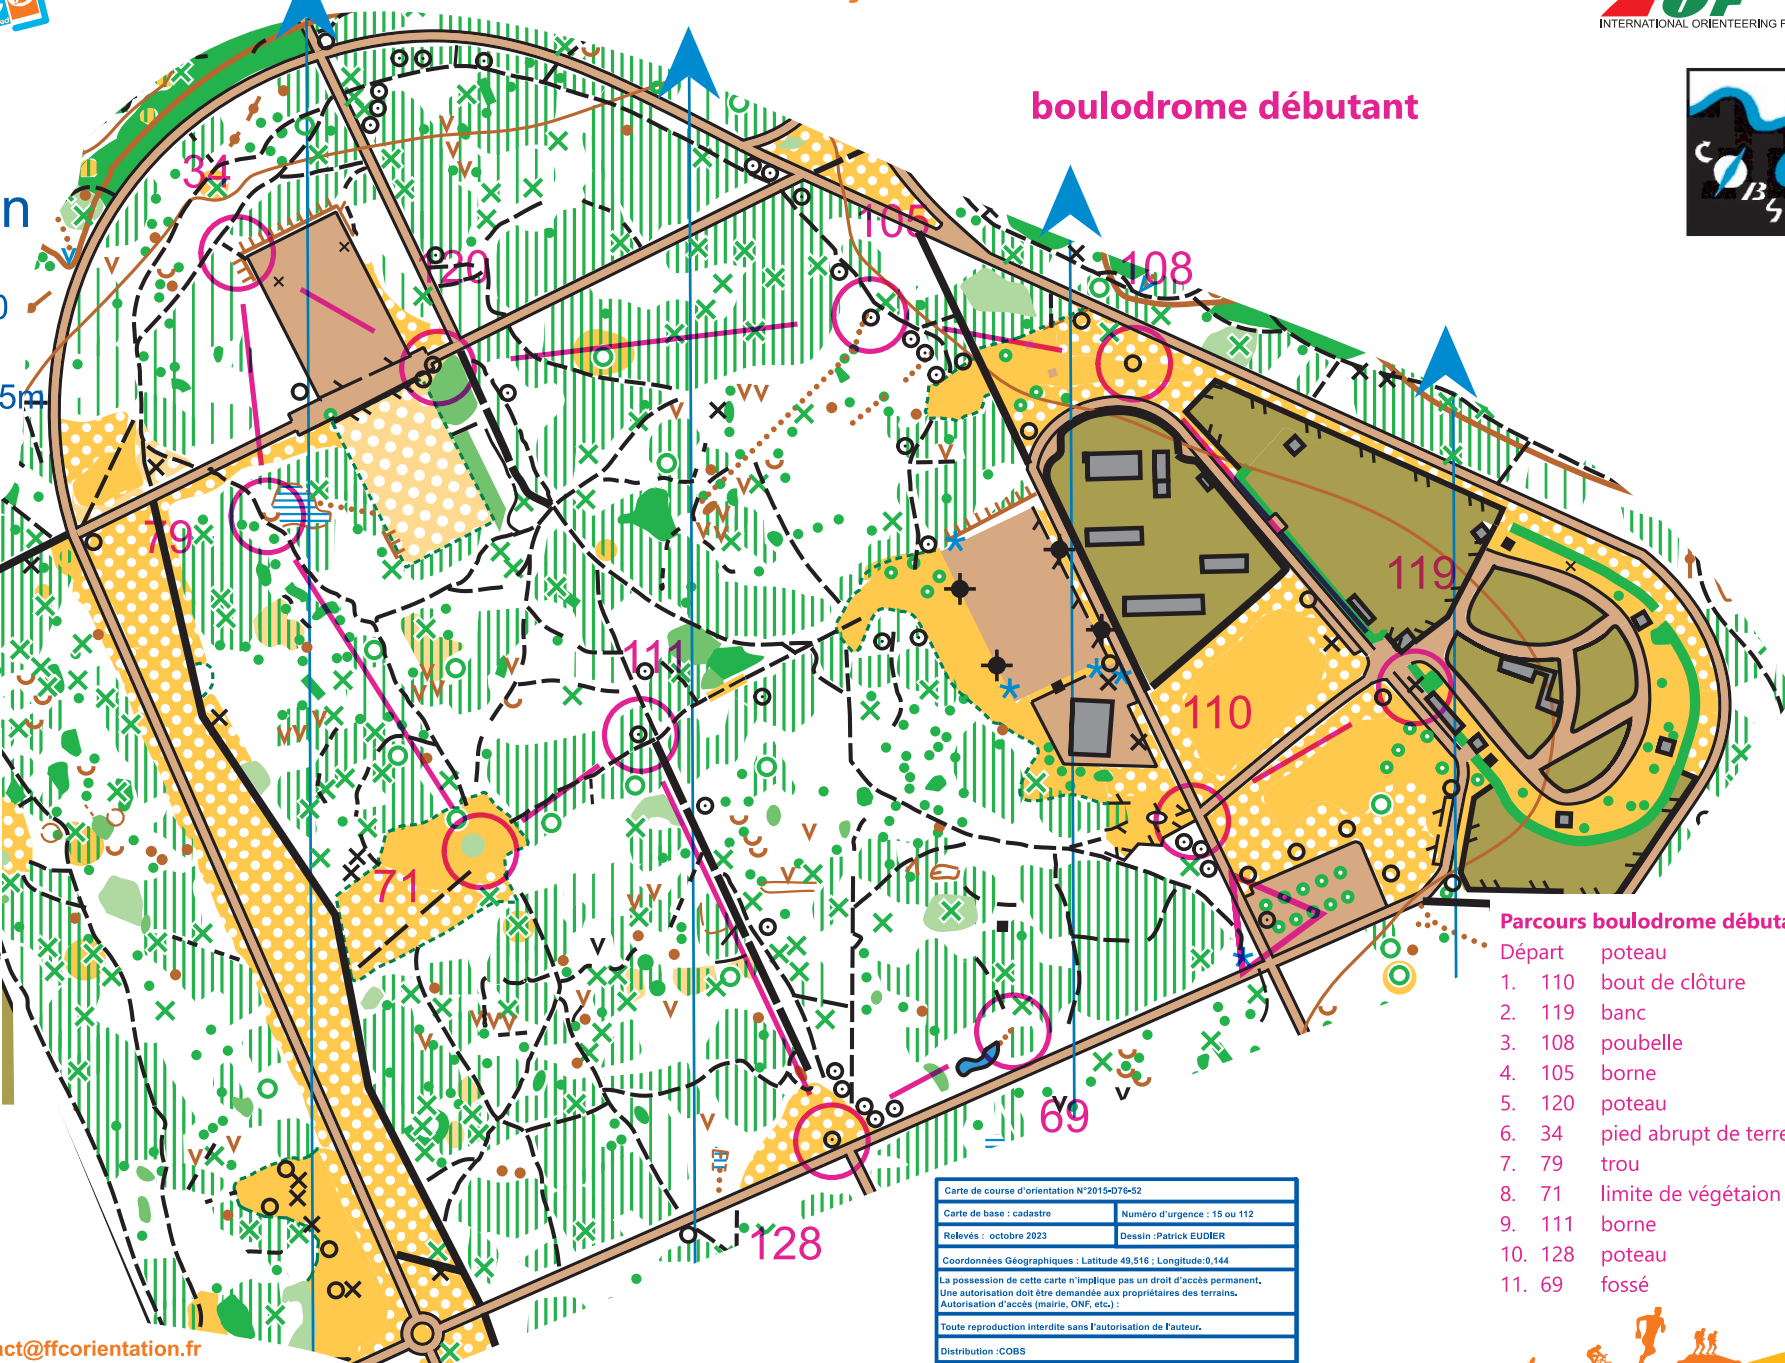 INTERNATIONAL ORIENTEERING F
boulodrome débutant
C
O
B
S
n
0
5m
34
120
105
108
79
119
111
110
71
69
128
Parcours boulodrome débuta
Départ poteau
1. 110 bout de clôture
2. 119 banc
3. 108 poubelle
4. 105 borne
5. 120 poteau
6. 34 pied abrupt de terre
7. 79 trou
8. 71 limite de végétaion
9. 111 borne
10. 128 poteau
11. 69 fossé
Carte de course d'orientation N°2015-D76-52
Carte de base : cadastre Numéro d'urgence : 15 ou 112
Relevés : octobre 2023 Dessin :Patrick EUDIER
Coordonnées Géographiques : Latitude 49,516 ; Longitude:0,144
La possession de cette carte n'implique pas un droit d'accès permanent.
Une autorisation doit être demandée aux propriétaires des terrains.
Autorisation d'accès (mairie, ONF, etc.) :
Toute reproduction interdite sans l'autorisation de l'auteur.
Distribution :COBS
act@ffcorientation.fr